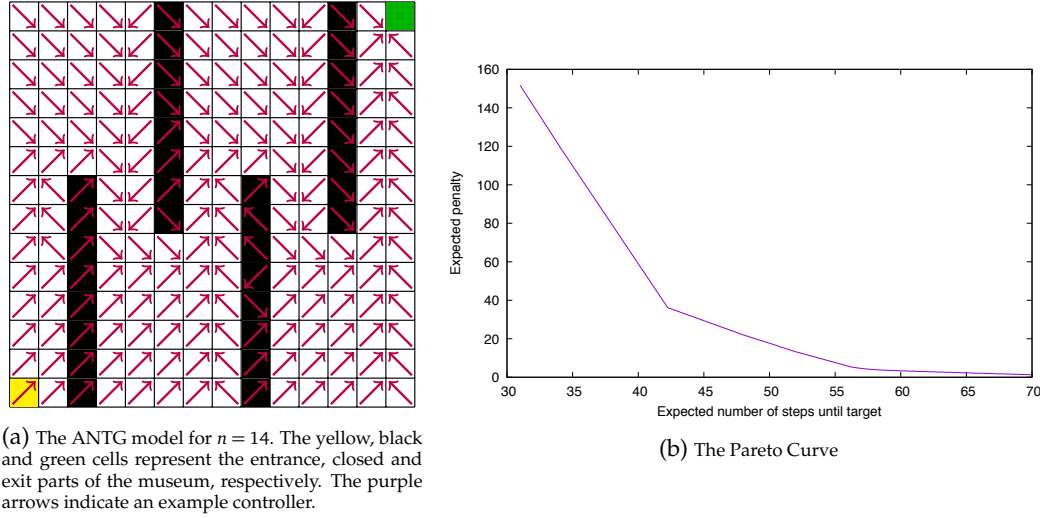 160
140
120
100
80
60
40
20
0
Expected penalty
30 35 40 45 50 55 60 65 70
Expected number of steps until target
(a) The ANTG model for n = 14. The yellow, black
and green cells represent the entrance, closed and
exit parts of the museum, respectively. The purple
arrows indicate an example controller.
(b) The Pareto Curve